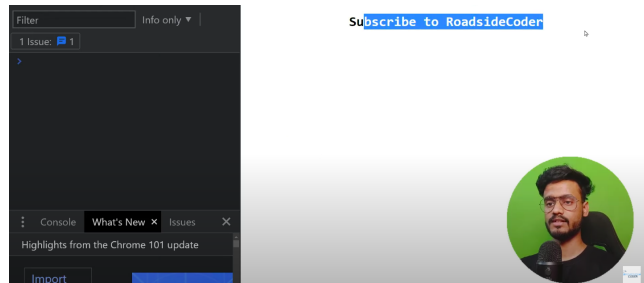 Filter
Info only ▼
1 Issue: 1
Subscribe to RoadsideCoder
>
Console What's New × Issues ×
Highlights from the Chrome 101 update
Import